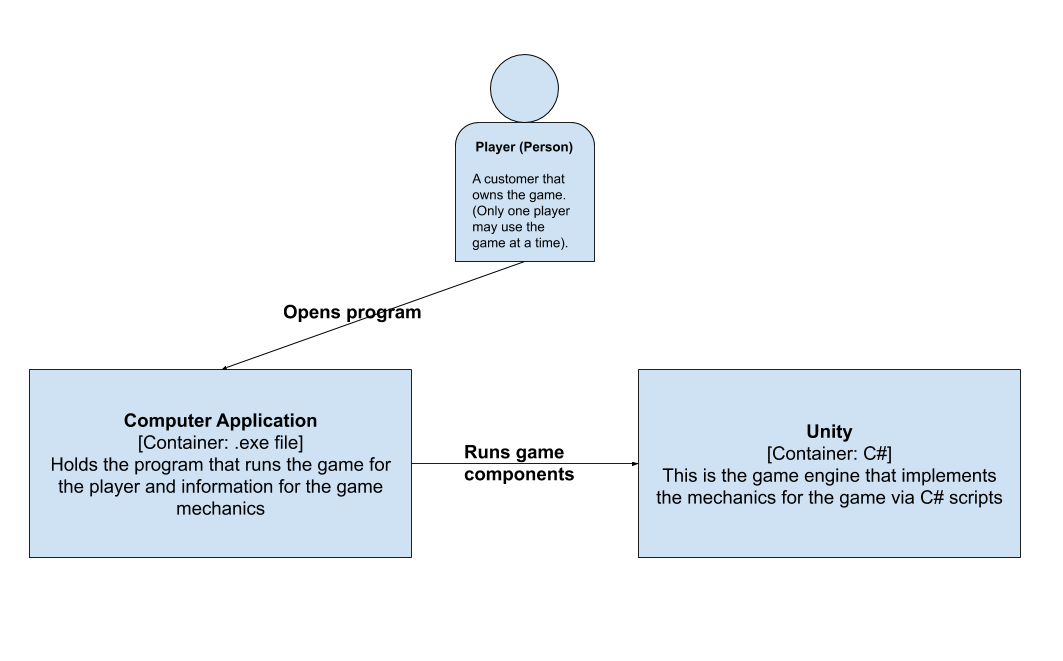 Player (Person)
A customer that
owns the game.
(Only one player
may use the
game at a time).
Opens program
Computer Application
[Container: .exe file]
Holds the program that runs the game for
the player and information for the game
mechanics
Runs game
components
Unity
[Container: C#]
This is the game engine that implements
the mechanics for the game via C# scripts